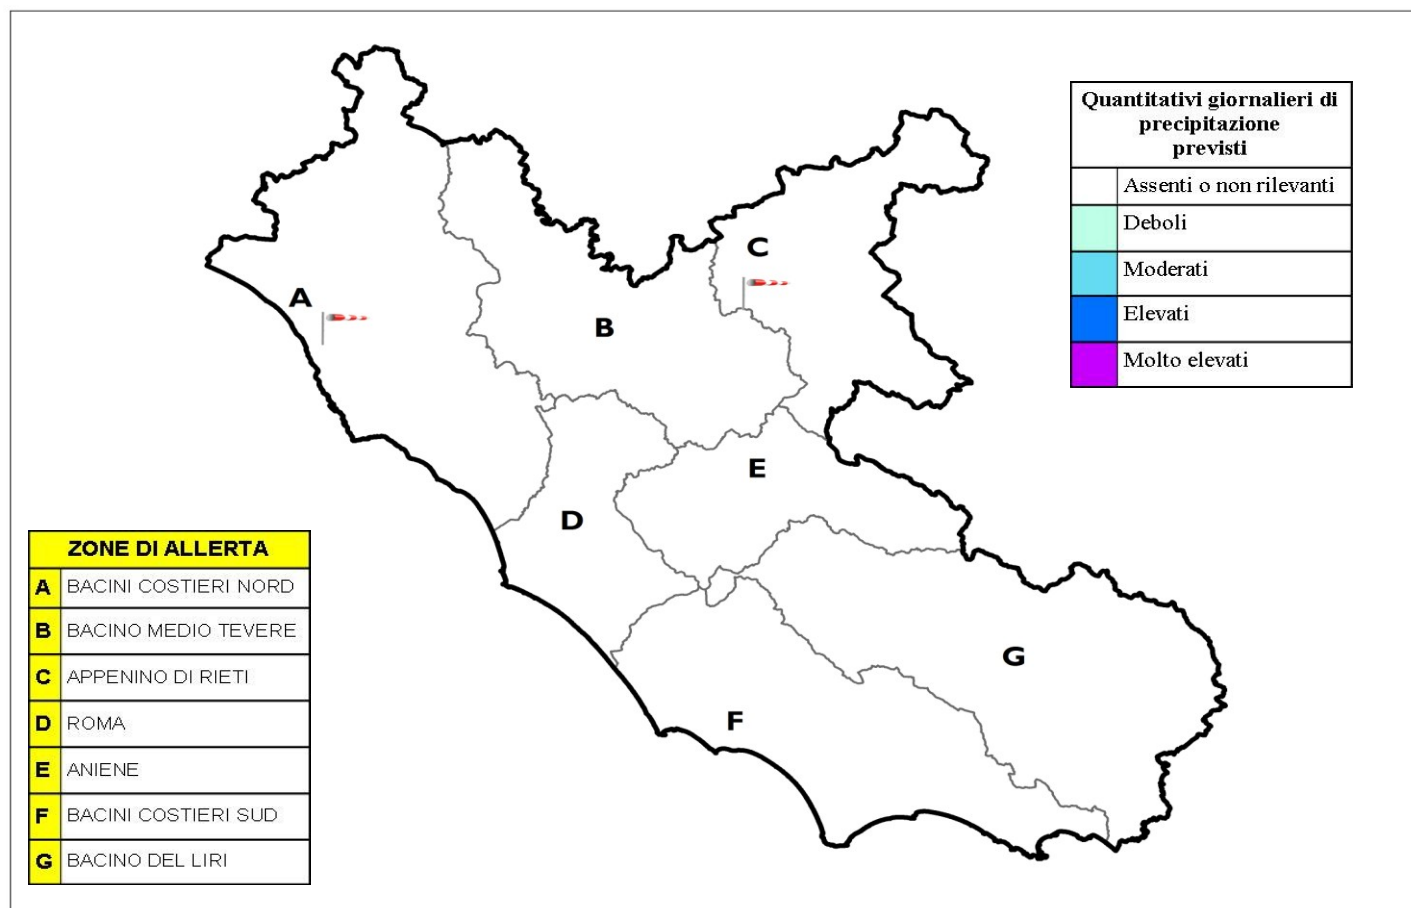 Quantitativi giornalieri di
precipitazione
previsti
Assenti o non rilevanti
Deboli
Moderati
Elevati
Molto elevati
C
A
B
E
D
G
F
ZONE DI ALLERTA
A BACINI COSTIERI NORD
B BACINO MEDIO TEVERE
C APPENINO DI RIETI
D ROMA
E ANIENE
F BACINI COSTIERI SUD
G BACINO DEL LIRI